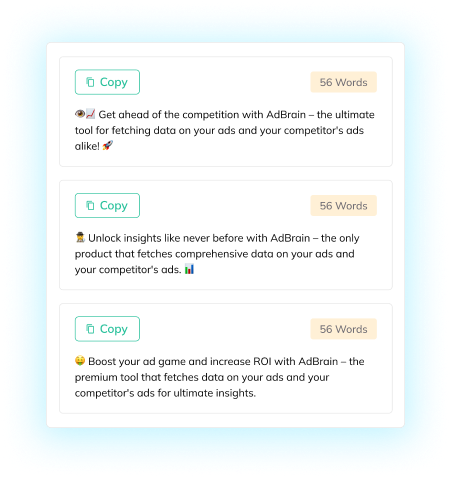 Copy
56 Words
👁️📈 Get ahead of the competition with AdBrain – the ultimate
tool for fetching data on your ads and your competitor's ads
alike! 🚀
Copy
56 Words
🕵️ Unlock insights like never before with AdBrain – the only
product that fetches comprehensive data on your ads and
your competitor's ads. 📊
Copy
56 Words
🤑 Boost your ad game and increase ROI with AdBrain – the
premium tool that fetches data on your ads and your
competitor's ads for ultimate insights.